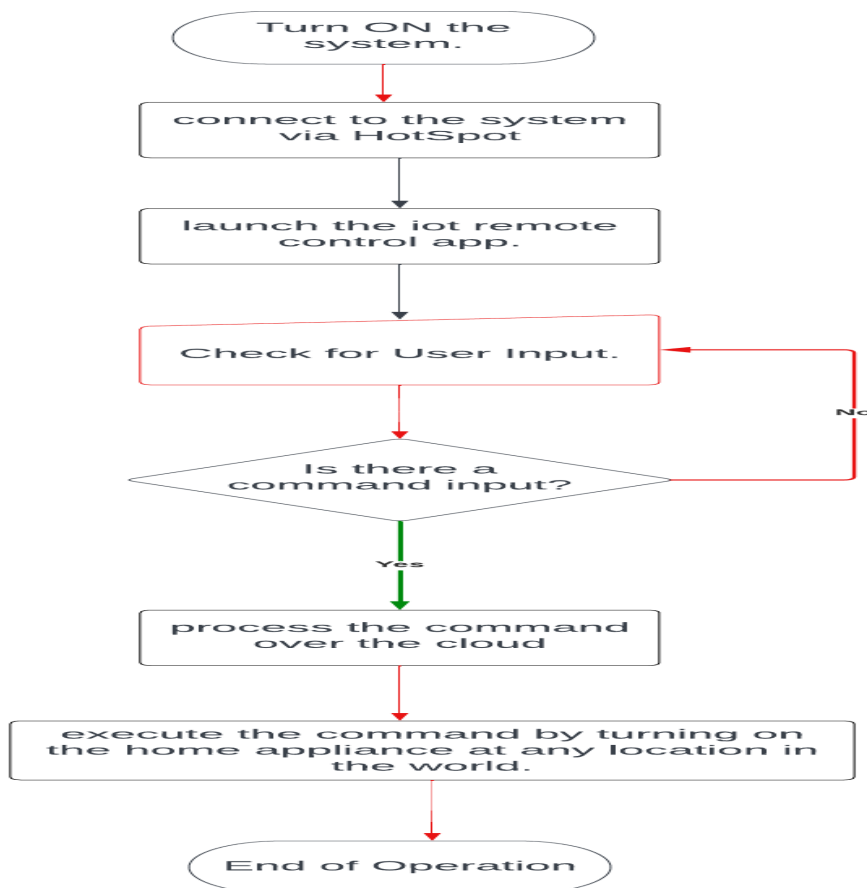 Turn ON the
system.
connect to the system
via HotSpot
launch the iot remote
control app.
Check for User Input.
No
Is there a
command input?
Yes
process the command
over the cloud
execute the command by turning on
the home appliance at any location in
the world.
End of Operation